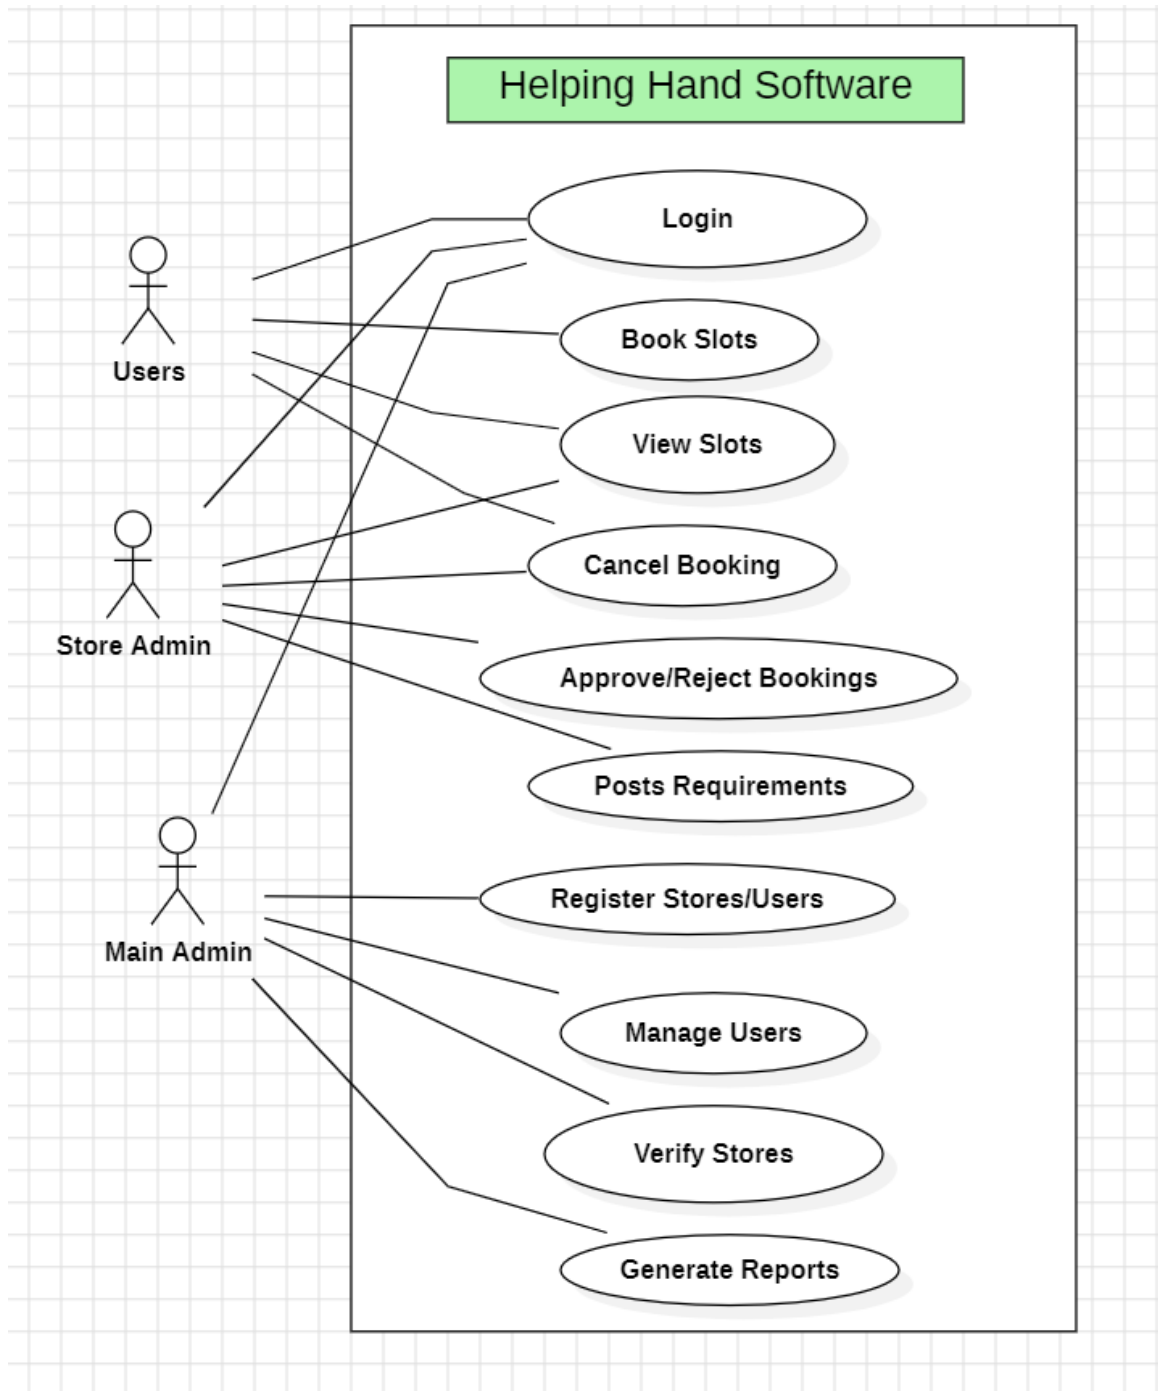 Helping Hand Software
Login
Users
Book Slots
View Slots
Store Admin
Cancel Booking
Approve/Reject Bookings
Posts Requirements
Main Admin
Register Stores/Users
Manage Users
Verify Stores
Generate Reports